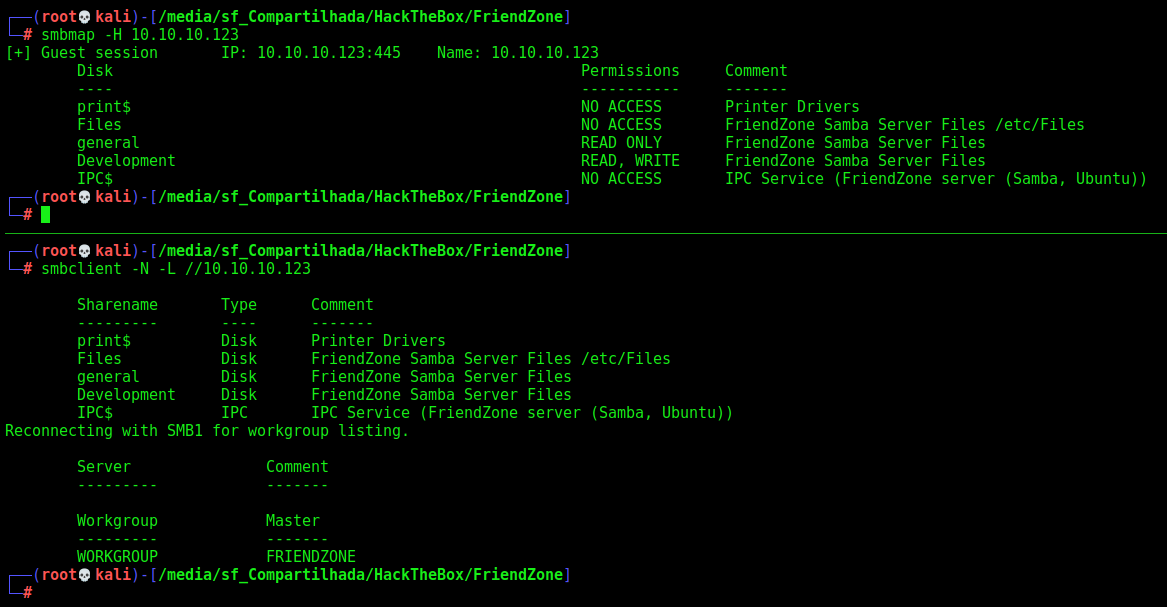 ┌──(root💀kali)-[/media/sf_Compartilhada/HackTheBox/FriendZone]
└─# smbmap -H 10.10.10.123
[+] Guest session       IP: 10.10.10.123:445    Name: 10.10.10.123
        Disk                                                    Permissions     Comment
        ----                                                    -----------     -------
        print$                                                  NO ACCESS       Printer Drivers
        Files                                                   NO ACCESS       FriendZone Samba Server Files /etc/Files
        general                                                 READ ONLY       FriendZone Samba Server Files
        Development                                             READ, WRITE     FriendZone Samba Server Files
        IPC$                                                    NO ACCESS       IPC Service (FriendZone server (Samba, Ubuntu))
┌──(root💀kali)-[/media/sf_Compartilhada/HackTheBox/FriendZone]
└─#
┌──(root💀kali)-[/media/sf_Compartilhada/HackTheBox/FriendZone]
└─# smbclient -N -L //10.10.10.123
        Sharename       Type      Comment
        ---------       ----      -------
        print$          Disk      Printer Drivers
        Files           Disk      FriendZone Samba Server Files /etc/Files
        general         Disk      FriendZone Samba Server Files
        Development     Disk      FriendZone Samba Server Files
        IPC$            IPC       IPC Service (FriendZone server (Samba, Ubuntu))
Reconnecting with SMB1 for workgroup listing.
        Server               Comment
        ---------            -------
        Workgroup            Master
        ---------            -------
        WORKGROUP            FRIENDZONE
┌──(root💀kali)-[/media/sf_Compartilhada/HackTheBox/FriendZone]
└─#